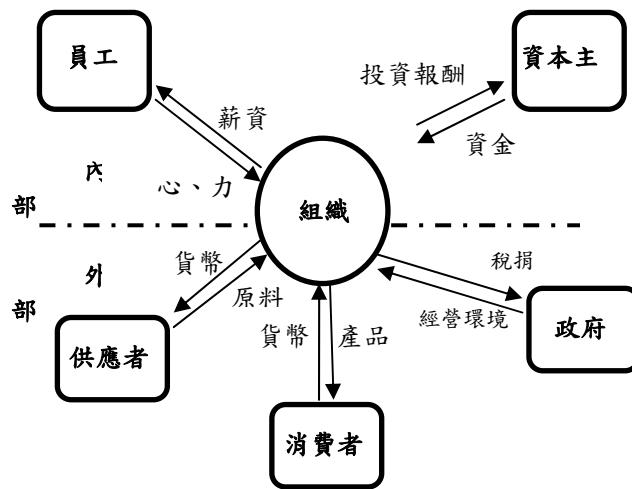 員工
資本主
投資報酬
薪資
資金
內部
心、力
組織
外部
貨幣
原料
稅捐
經營環境
供應者
貨幣
產品
政府
消費者